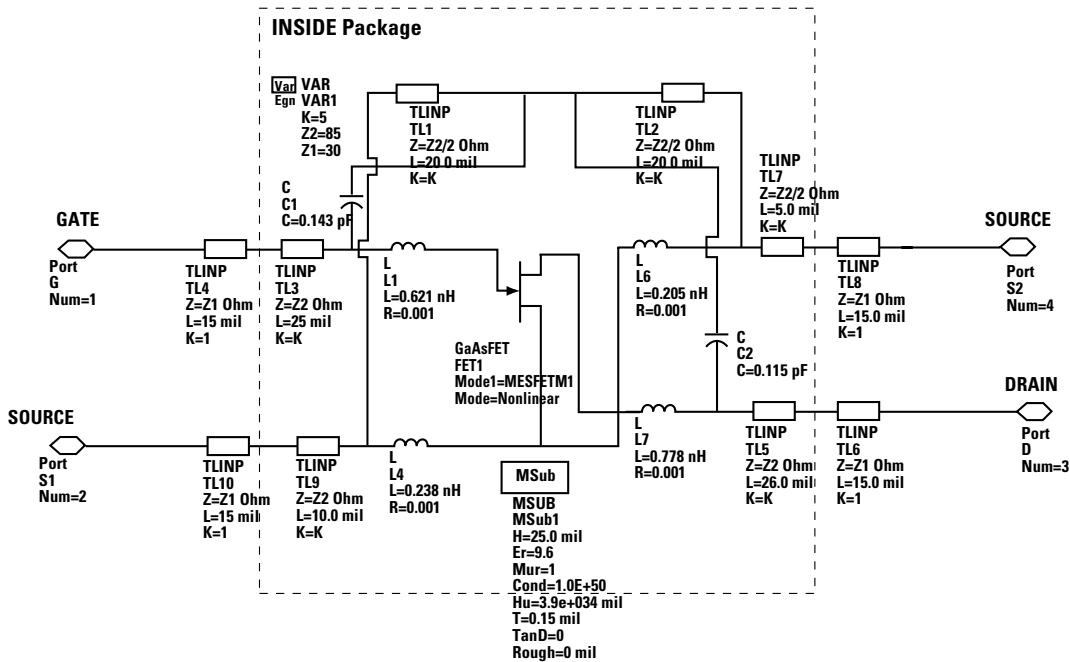 INSIDE Package
Var VAR
Egn VAR1
K=5
Z2=85
Z1=30
TLINP
TL1
Z=Z2/2 Ohm
L=20 0 mil
K=K
TLINP
TL2
Z=Z2/2 Ohm
L=20 0 mil
K=K
TLINP
TL7
Z=Z2/2 Ohm
L=5.0 mil
K=K
C
C1
C=0.143 pF
GATE
Port
G
Num=1
TLINP
TL4
Z=Z1 Ohm
L=15 mil
K=1
TLINP
TL3
Z=Z2 Ohm
L=25 mil
K=K
L
L1
L=0.621 nH
R=0.001
GaAsFET
FET1
Mode1=MESFETM1
Mode=Nonlinear
L
L6
L=0.205 nH
R=0.001
TLINP
TL8
Z=Z1 Ohm
L=15.0 mil
K=1
SOURCE
Port
S2
Num=4
C
C2
C=0.115 pF
SOURCE
Port
S1
Num=2
TLINP
TL10
Z=Z1 Ohm
L=15 mil
K=1
TLINP
TL9
Z=Z2 Ohm
L=10.0 mil
K=K
L
L4
L=0.238 nH
R=0.001
L
L7
L=0.778 nH
R=0.001
TLINP
TL5
Z=Z2 Ohm
L=26.0 mil
K=K
TLINP
TL6
Z=Z1 Ohm
L=15.0 mil
K=1
DRAIN
Port
D
Num=3
MSub
MSUB
MSub1
H=25.0 mil
Er=9.6
Mur=1
Cond=1.0E+50
Hu=3.9e+034 mil
T=0.15 mil
TanD=0
Rough=0 mil